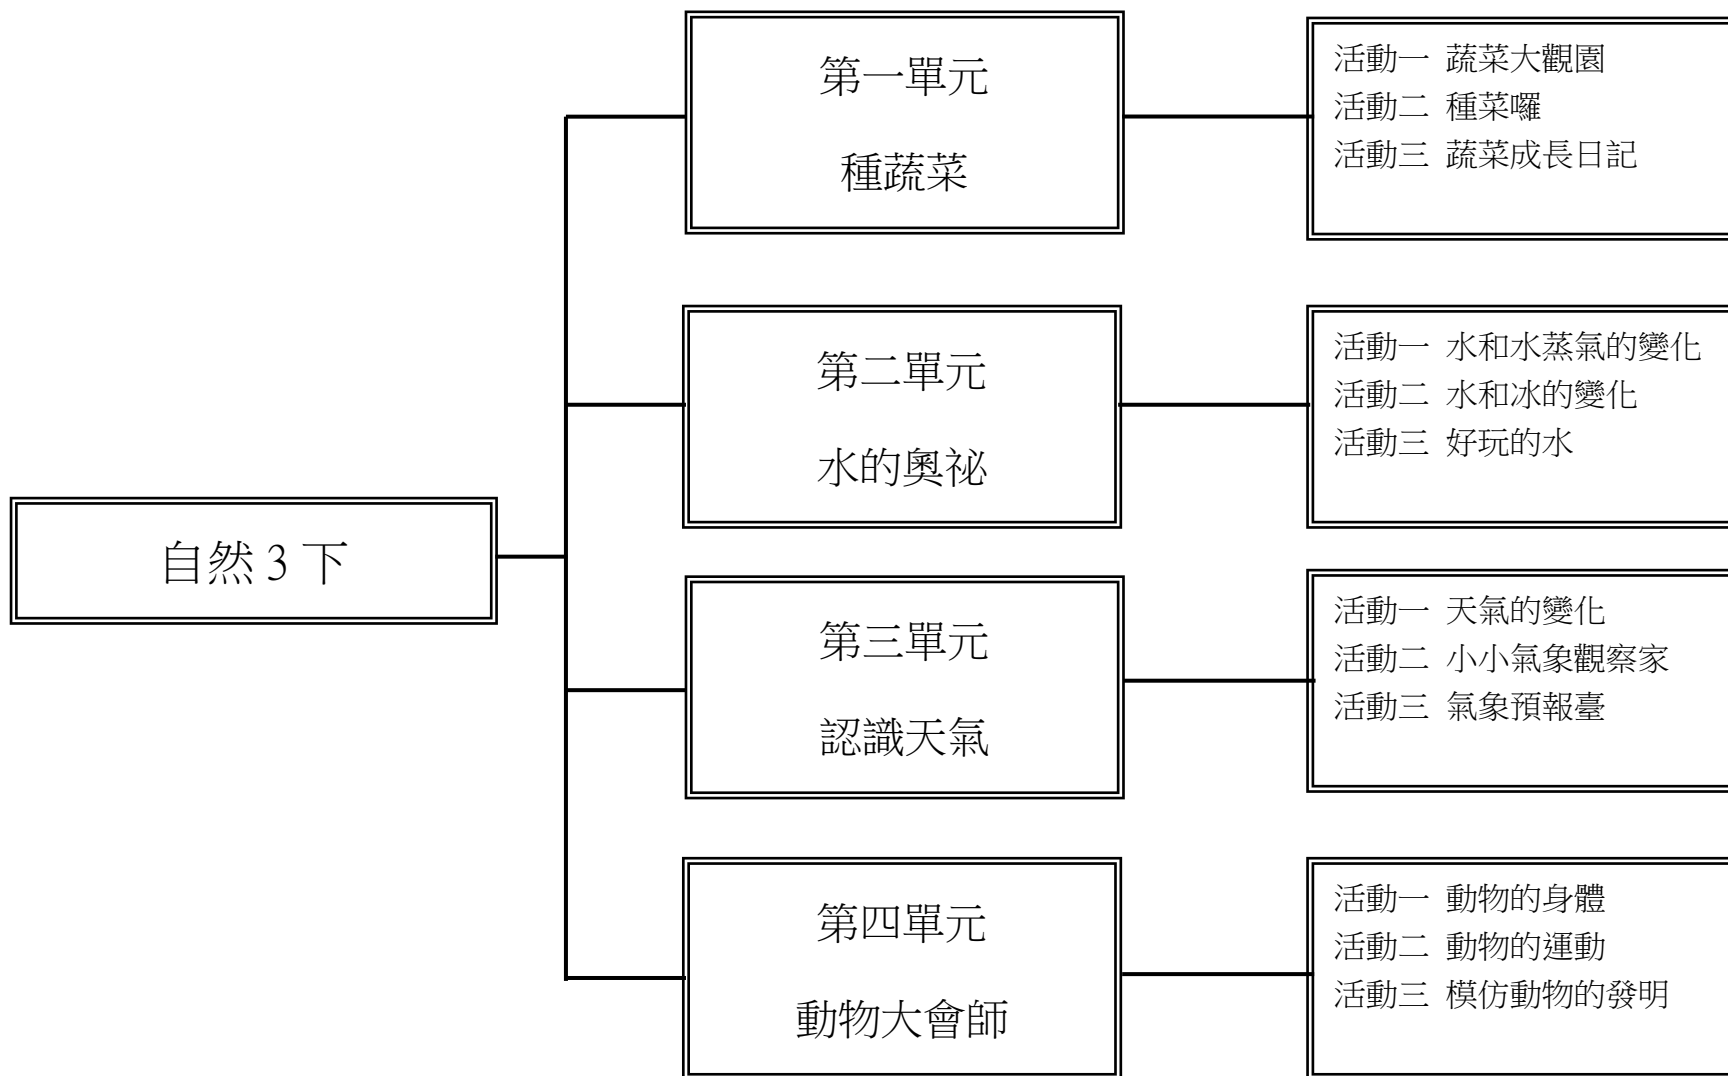 自然 3 下
第一單元
種蔬菜
活動一 蔬菜大觀園
活動二 種菜囉
活動三 蔬菜成長日記
第二單元
水的奧祕
活動一 水和水蒸氣的變化
活動二 水和冰的變化
活動三 好玩的水
第三單元
認識天氣
活動一 天氣的變化
活動二 小小氣象觀察家
活動三 氣象預報臺
第四單元
動物大會師
活動一 動物的身體
活動二 動物的運動
活動三 模仿動物的發明